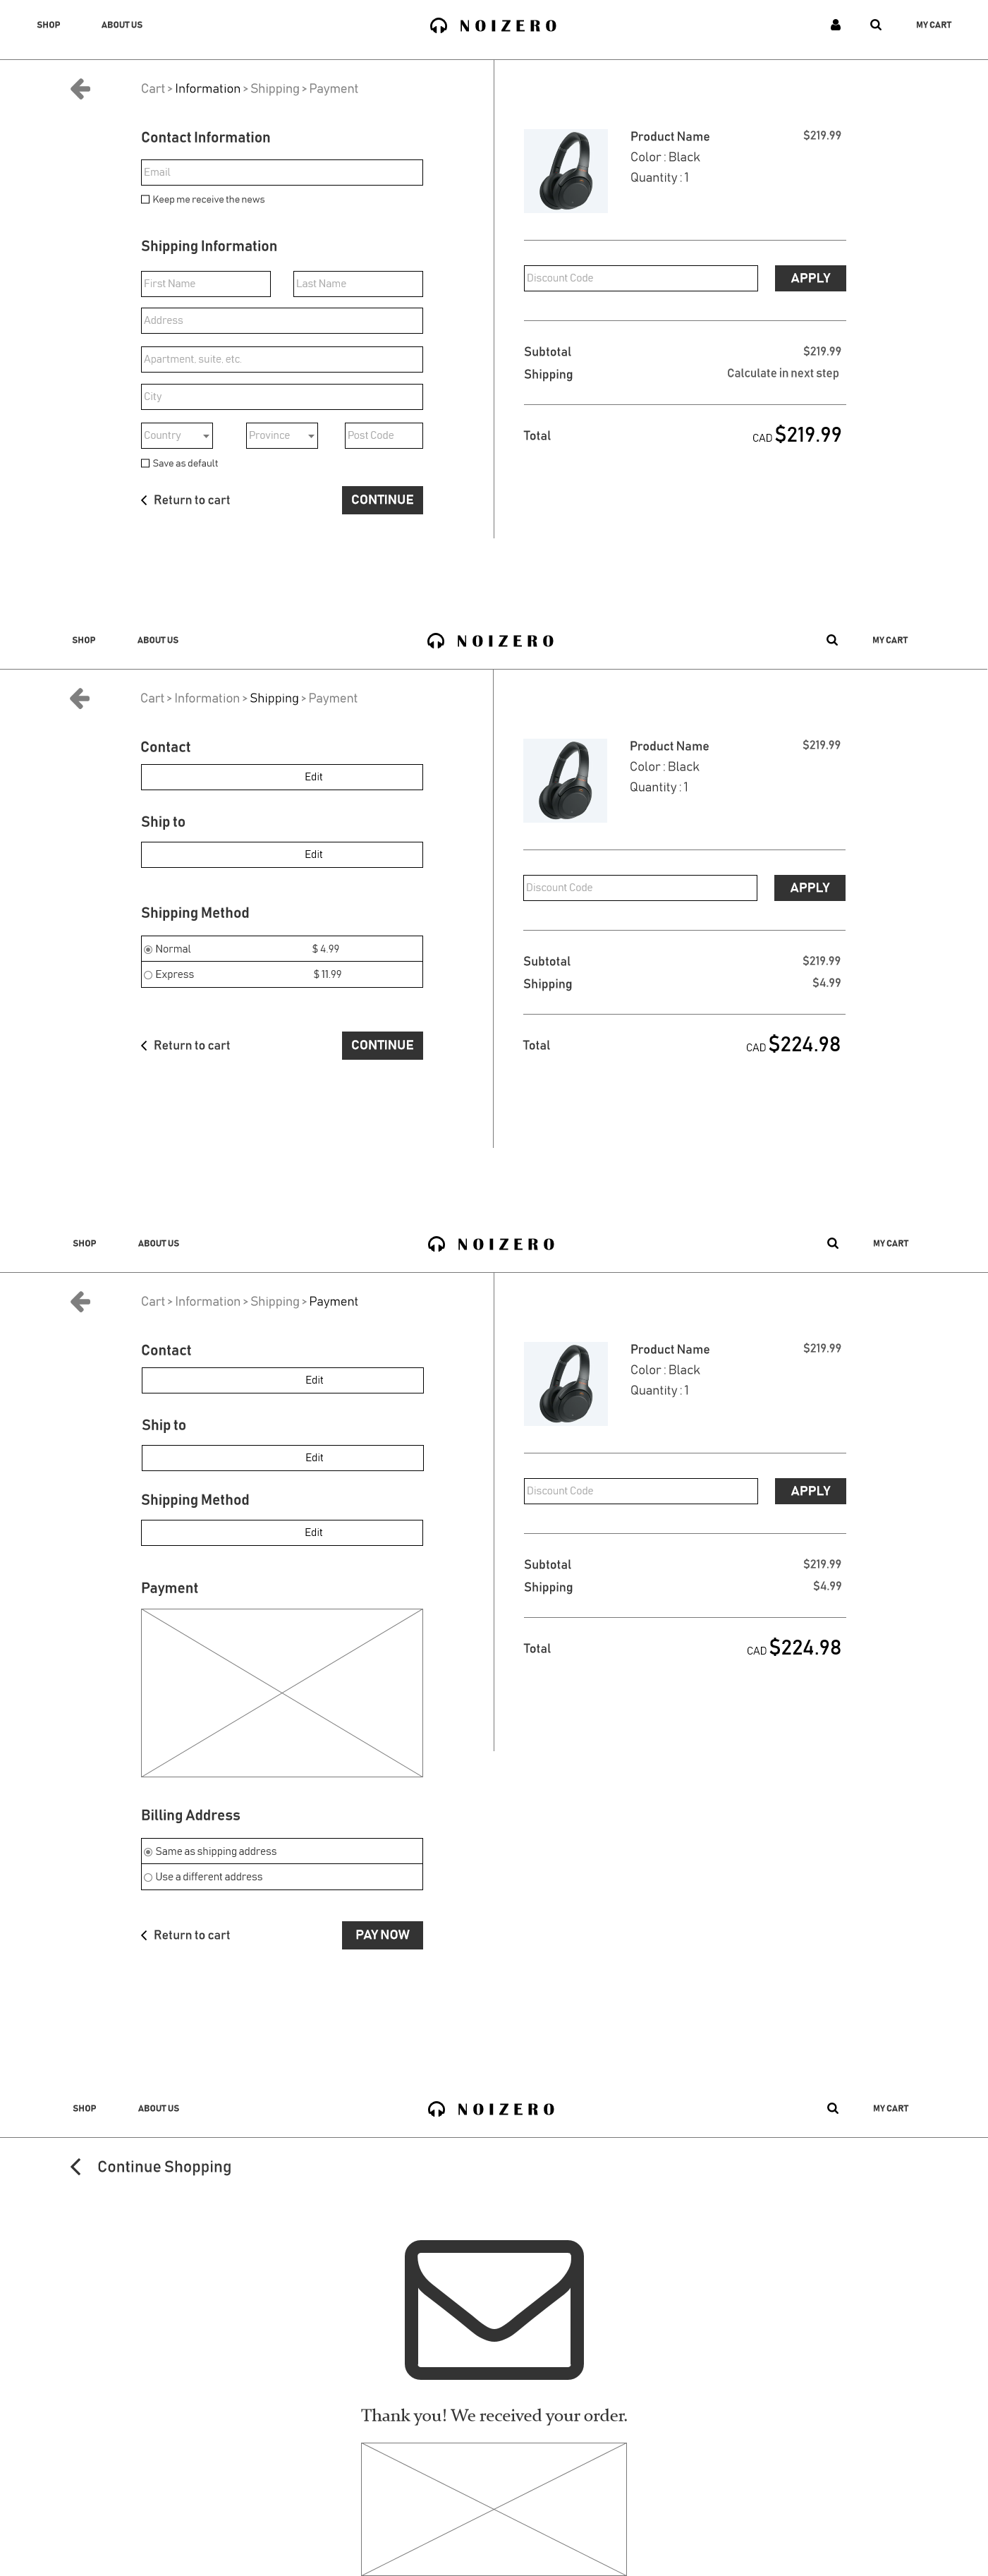 SHOP ABOUT US NOIZERO MY CART
Cart > Information > Shipping > Payment
Contact Information
Email
Keep me receive the news
Shipping Information
First Name Last Name
Address
Apartment, suite, etc.
City
Country Province Post Code
Save as default
Return to cart CONTINUE
Product Name $219.99
Color : Black
Quantity : 1
Discount Code APPLY
Subtotal $219.99
Shipping Calculate in next step
Total CAD $219.99
SHOP ABOUT US NOIZERO MY CART
Cart > Information > Shipping > Payment
Contact
Edit
Ship to
Edit
Shipping Method
Normal $ 4.99
Express $ 11.99
Return to cart CONTINUE
Product Name $219.99
Color : Black
Quantity : 1
Discount Code APPLY
Subtotal $219.99
Shipping $4.99
Total CAD $224.98
SHOP ABOUT US NOIZERO MY CART
Cart > Information > Shipping > Payment
Contact
Edit
Ship to
Edit
Shipping Method
Edit
Payment
Billing Address
Same as shipping address
Use a different address
Return to cart PAY NOW
Product Name $219.99
Color : Black
Quantity : 1
Discount Code APPLY
Subtotal $219.99
Shipping $4.99
Total CAD $224.98
SHOP ABOUT US NOIZERO MY CART
Continue Shopping
Thank you! We received your order.